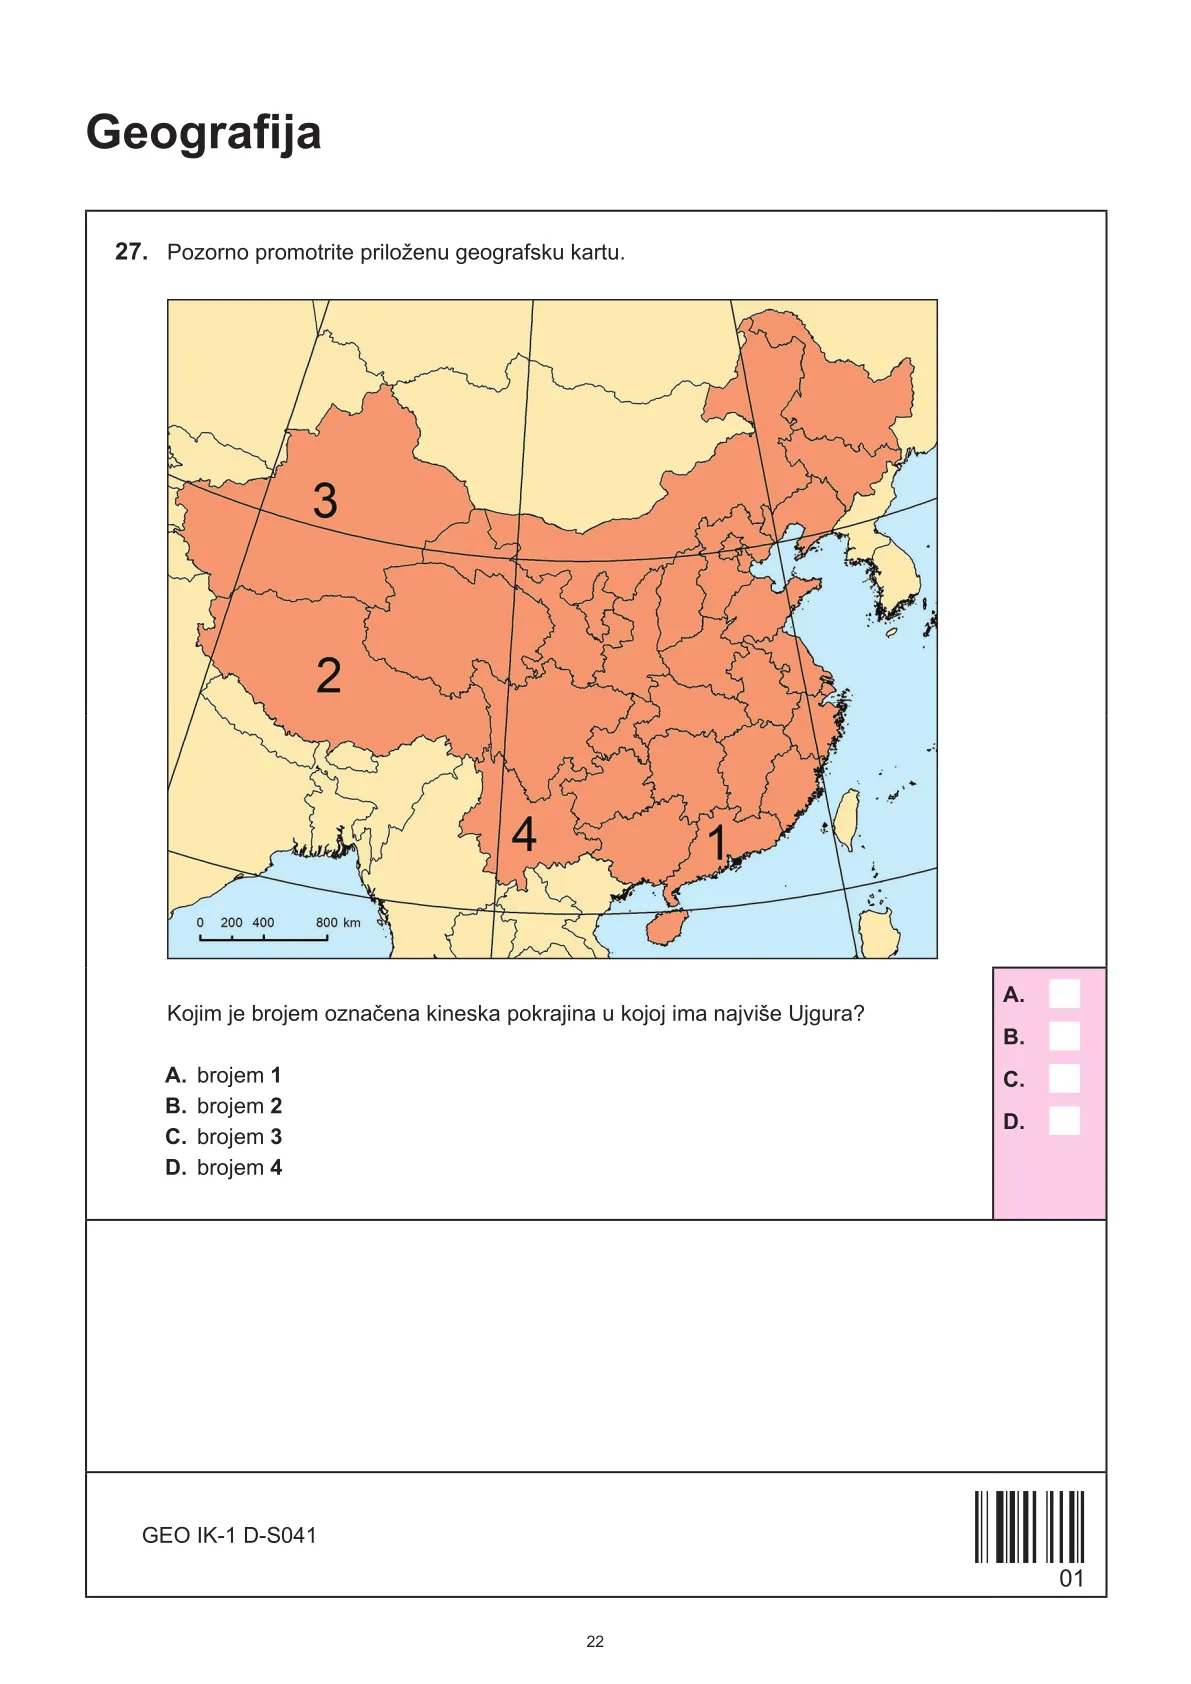 Geografija
27. Pozorno promotrite priloženu geografsku kartu.
3
2
4
1
0 200 400 800 km
Kojim je brojem označena kineska pokrajina u kojoj ima najviše Ujgura?
A. brojem 1
B. brojem 2
C. brojem 3
D. brojem 4
A.
B.
C.
D.
GEO IK-1 D-S041
01
22